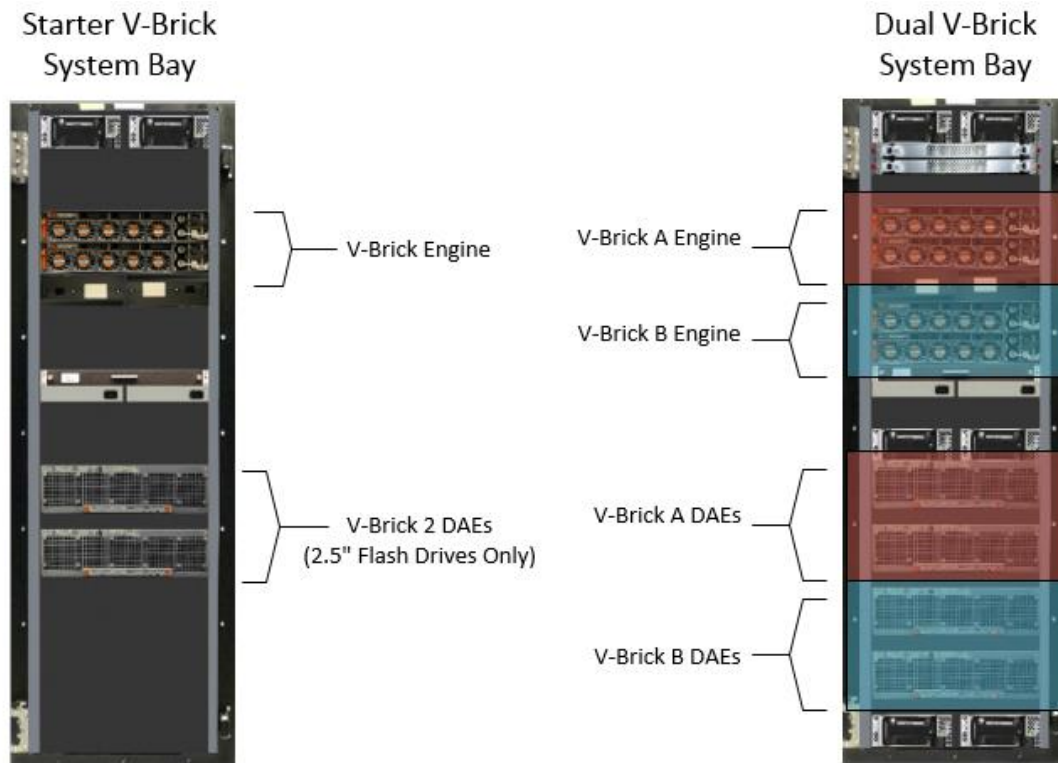 Starter V-Brick
System Bay
Dual V-Brick
System Bay
V-Brick Engine
V-Brick 2 DAEs
(2.5" Flash Drives Only)
V-Brick A Engine
V-Brick B Engine
V-Brick A DAEs
V-Brick B DAEs